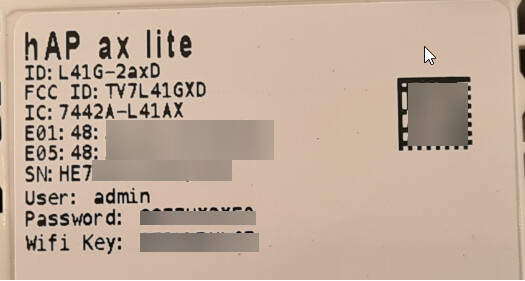 hAP ax lite
ID: L41G-2axD
FCC ID: TV7L41GXD
IC: 7442A-L41AX
E01: 48:
E05: 48:
SN: HE7
User: admin
Password:
Wifi Key: